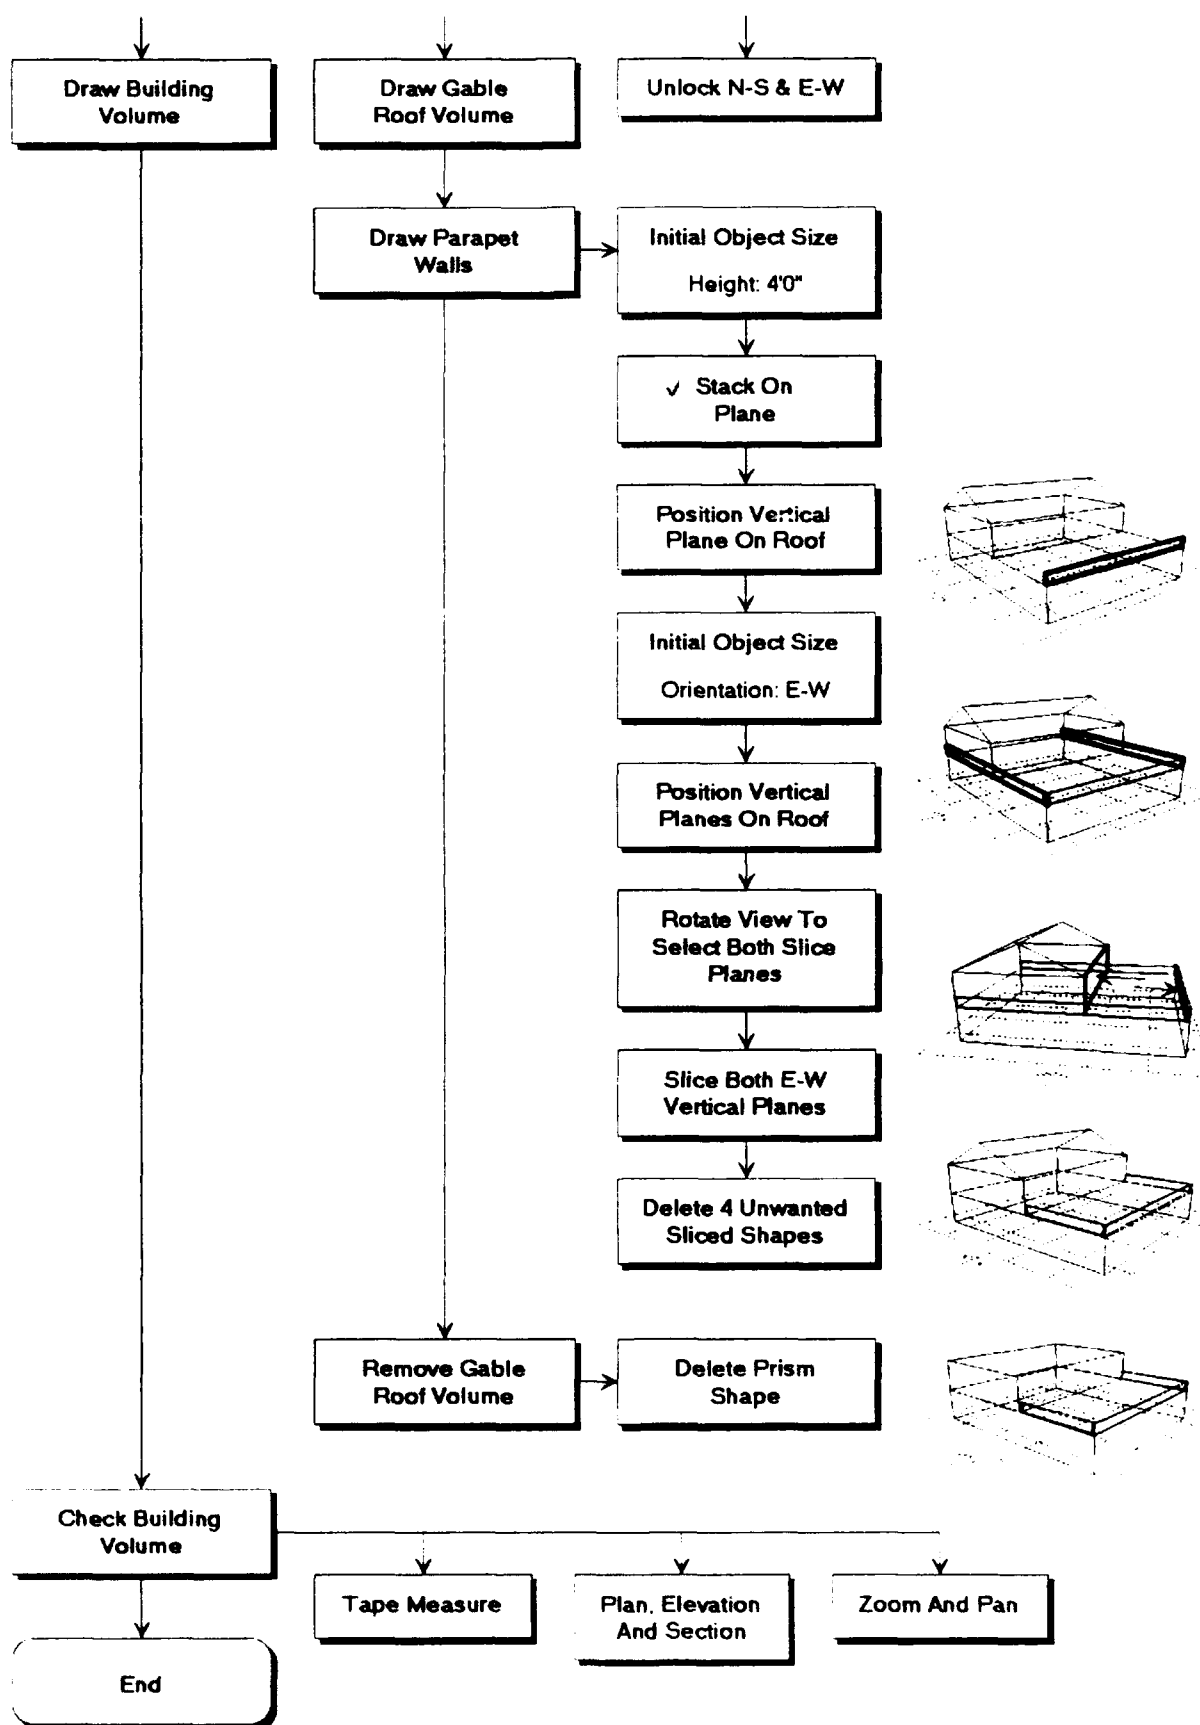 Draw Building
Volume
Draw Gable
Roof Volume
Unlock N-S & E-W
Draw Parapet
Walls
Initial Object Size
Height: 4'0"
✓ Stack On
Plane
Position Vertical
Plane On Roof
Initial Object Size
Orientation: E-W
Position Vertical
Planes On Roof
Rotate View To
Select Both Slice
Planes
Slice Both E-W
Vertical Planes
Delete 4 Unwanted
Sliced Shapes
Remove Gable
Roof Volume
Delete Prism
Shape
Check Building
Volume
Tape Measure
Plan, Elevation
And Section
Zoom And Pan
End